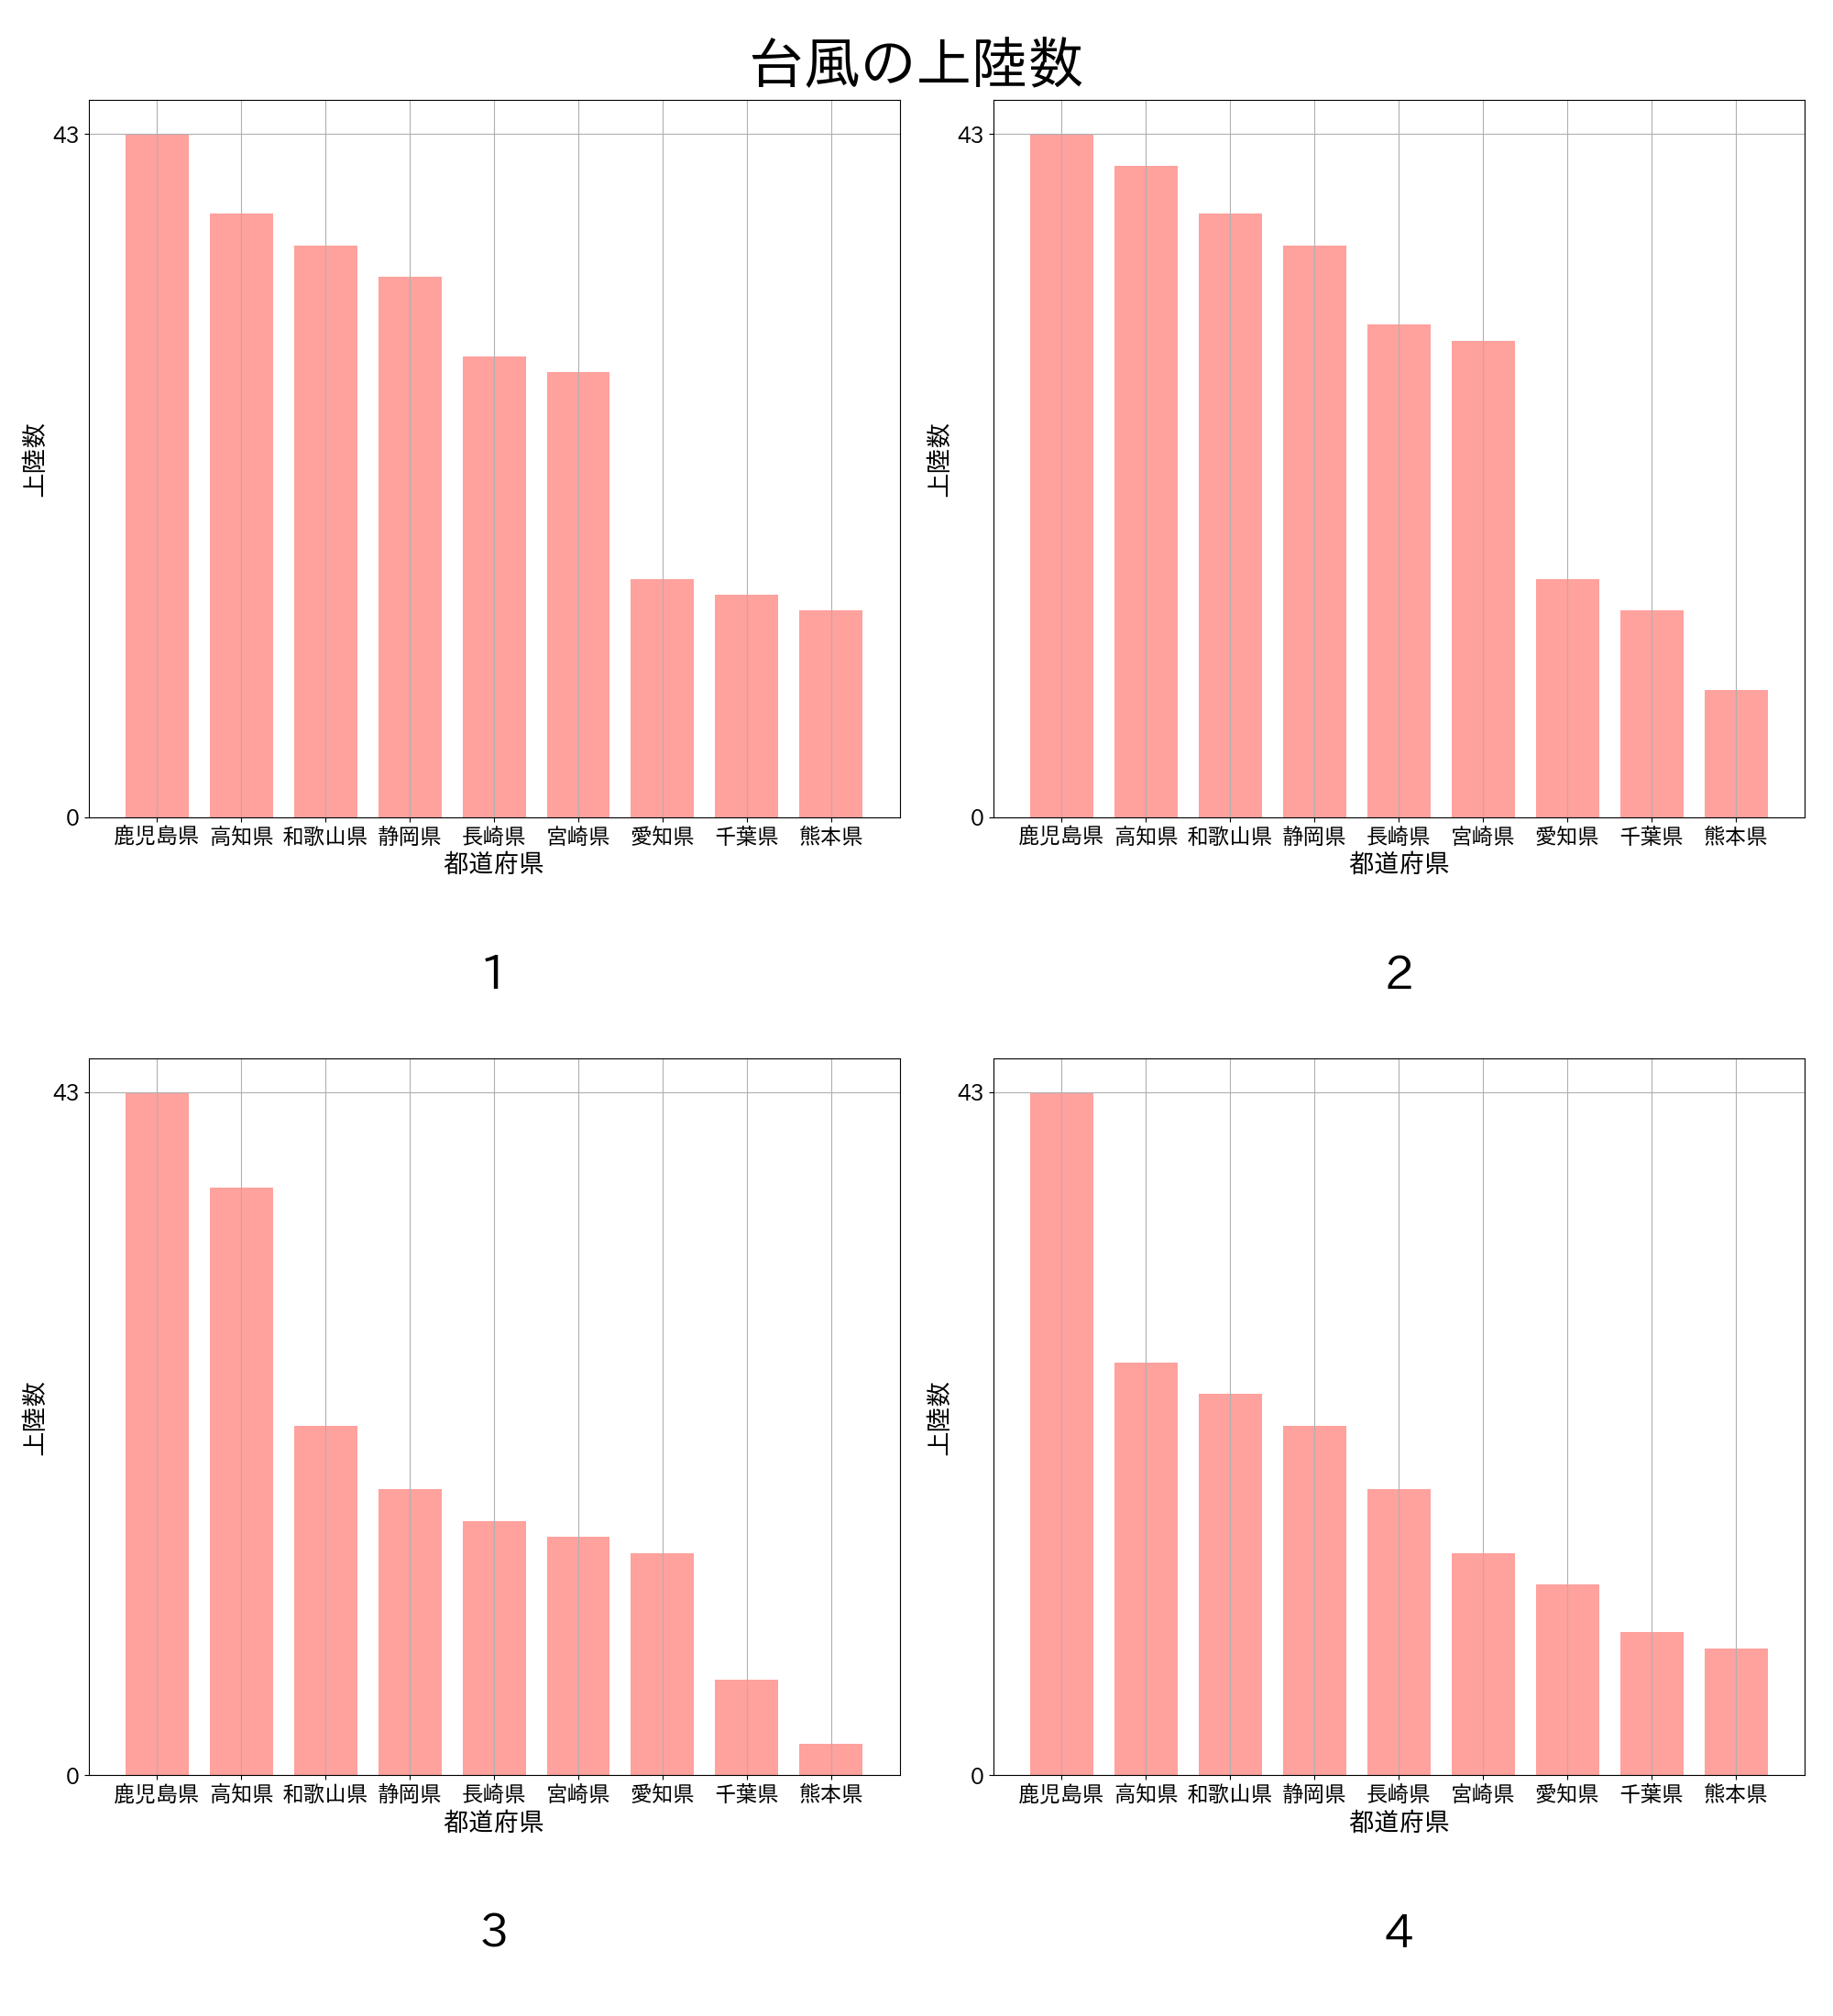 台風の上陸数
43
0
上陸数
鹿児島県 高知県 和歌山県 静岡県 長崎県 宮崎県 愛知県 千葉県 熊本県
都道府県
1
43
0
上陸数
鹿児島県 高知県 和歌山県 静岡県 長崎県 宮崎県 愛知県 千葉県 熊本県
都道府県
2
43
0
上陸数
鹿児島県 高知県 和歌山県 静岡県 長崎県 宮崎県 愛知県 千葉県 熊本県
都道府県
3
43
0
上陸数
鹿児島県 高知県 和歌山県 静岡県 長崎県 宮崎県 愛知県 千葉県 熊本県
都道府県
4